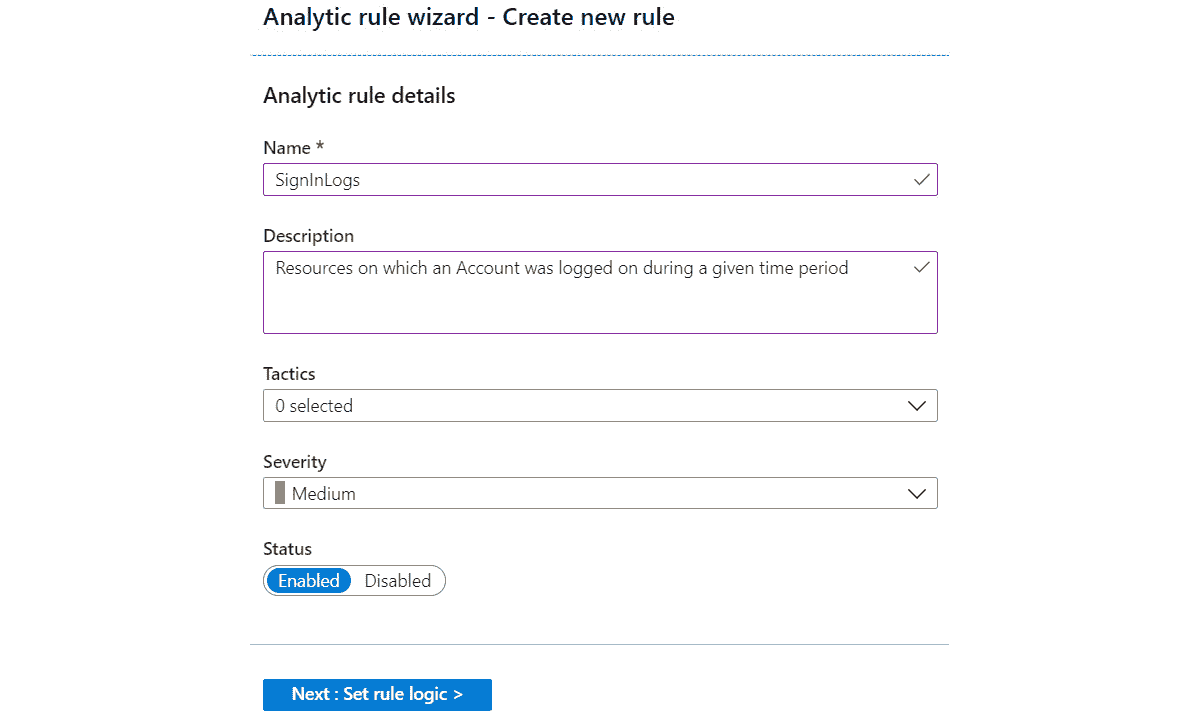 Analytic rule wizard - Create new rule
Analytic rule details
Name *
SignInLogs
Description
Resources on which an Account was logged on during a given time period
Tactics
0 selected
Severity
Medium
Status
Enabled Disabled
Next : Set rule logic >